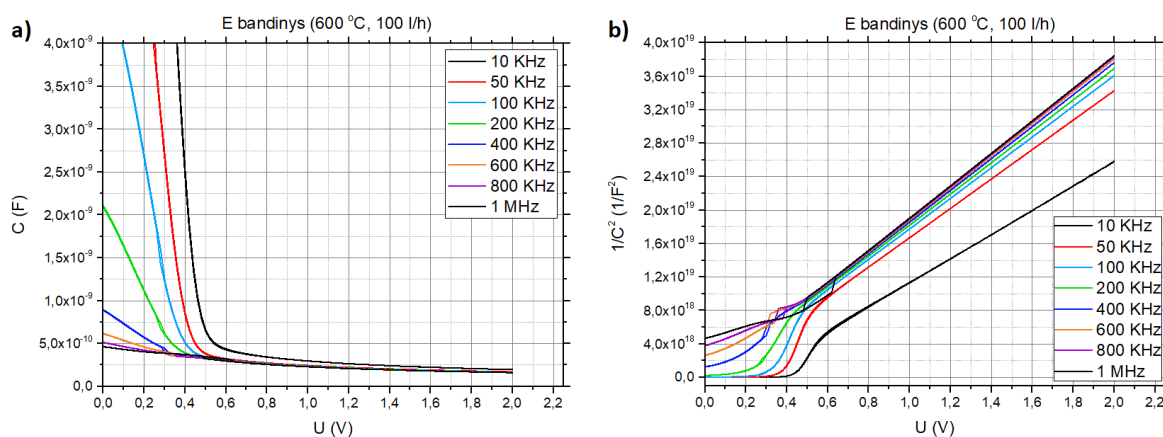 a)
E bandinys (600 °C, 100 l/h)
4,0x10⁻⁹
3,5x10⁻⁹
3,0x10⁻⁹
2,5x10⁻⁹
2,0x10⁻⁹
1,5x10⁻⁹
1,0x10⁻⁹
5,0x10⁻¹⁰
0,0
C (F)
10 KHz
50 KHz
100 KHz
200 KHz
400 KHz
600 KHz
800 KHz
1 MHz
0,0 0,2 0,4 0,6 0,8 1,0 1,2 1,4 1,6 1,8 2,0 2,2
U (V)
b)
E bandinys (600 °C, 100 l/h)
4,0x10¹⁹
3,6x10¹⁹
3,2x10¹⁹
2,8x10¹⁹
2,4x10¹⁹
2,0x10¹⁹
1,6x10¹⁹
1,2x10¹⁹
8,0x10¹⁸
4,0x10¹⁸
0,0
1/C² (1/F²)
10 KHz
50 KHz
100 KHz
200 KHz
400 KHz
600 KHz
800 KHz
1 MHz
0,0 0,2 0,4 0,6 0,8 1,0 1,2 1,4 1,6 1,8 2,0 2,2
U (V)